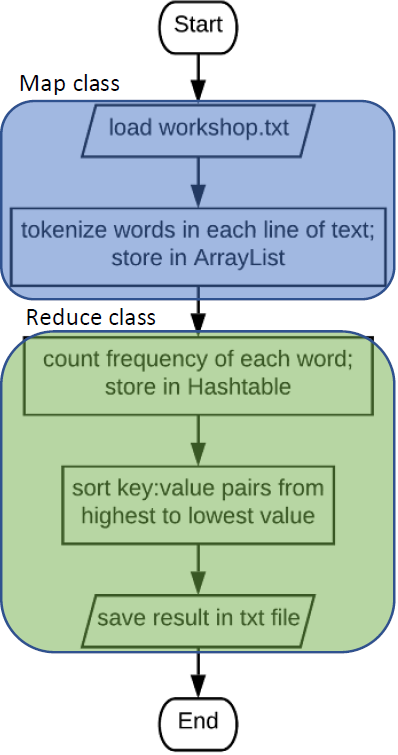 Start
Map class
load workshop.txt
tokenize words in each line of text;
store in ArrayList
Reduce class
count frequency of each word;
store in Hashtable
sort key:value pairs from
highest to lowest value
save result in txt file
End